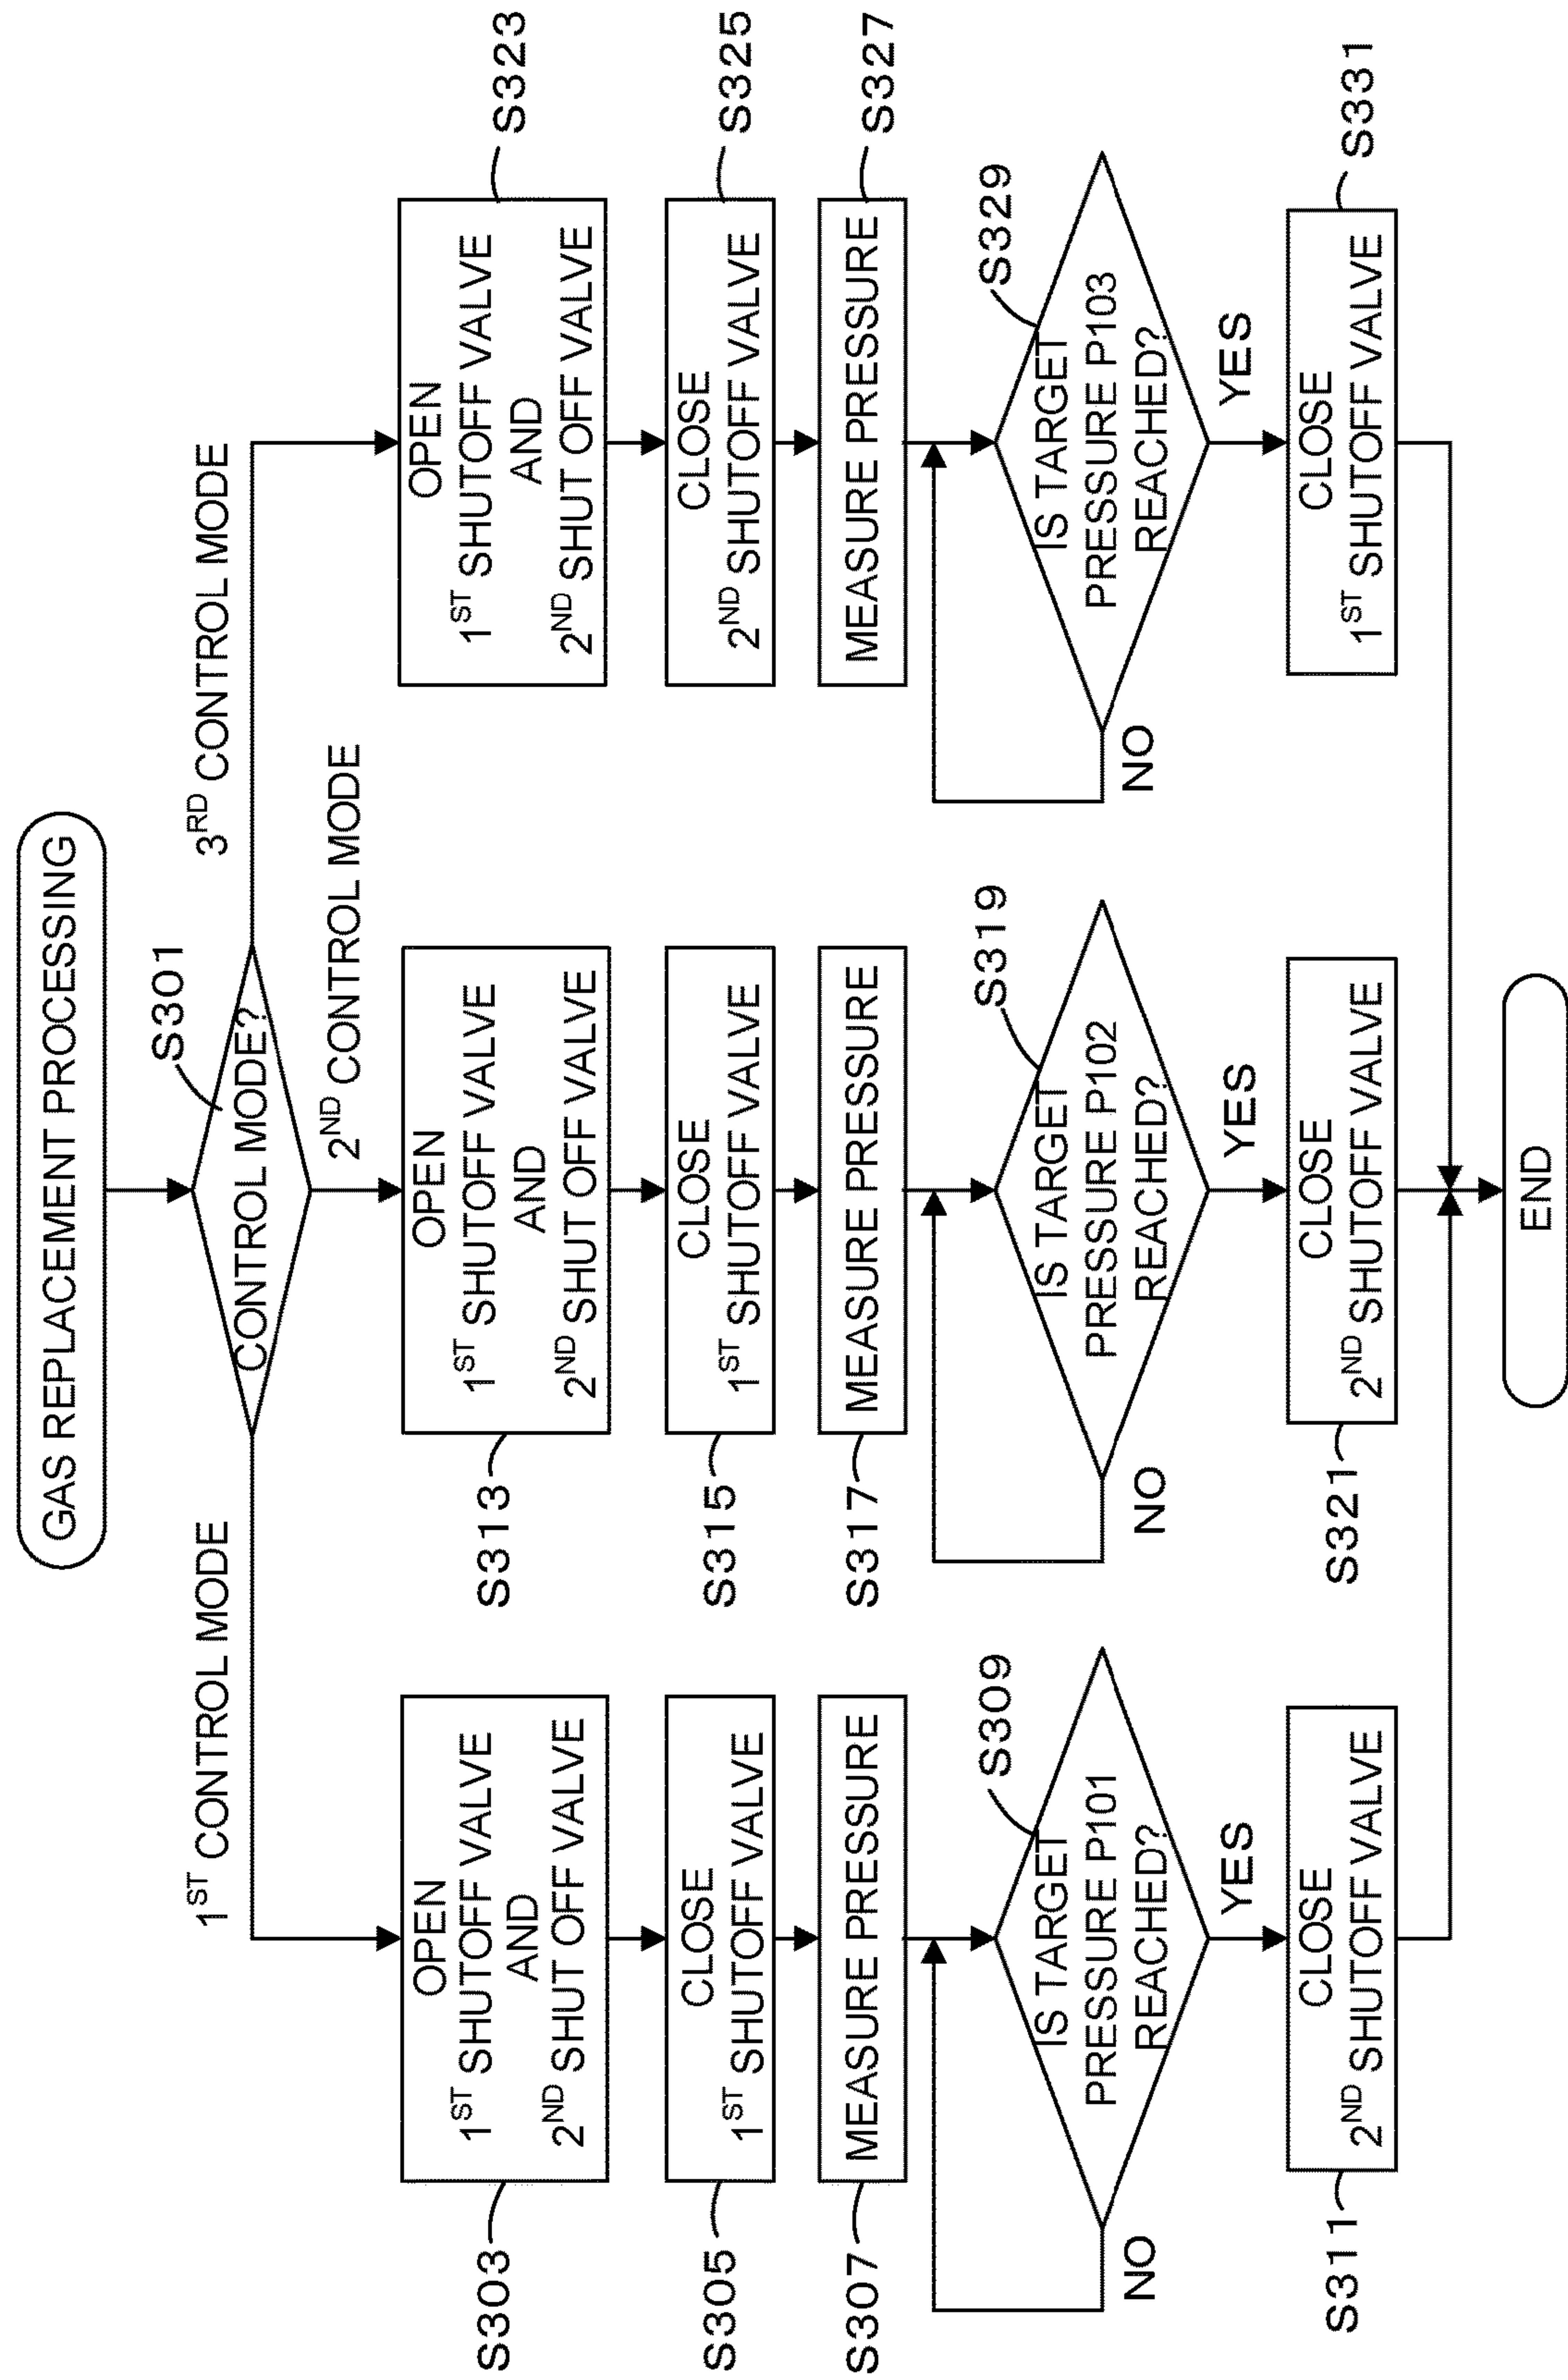 GAS REPLACEMENT PROCESSING
S301
CONTROL MODE?
1ST CONTROL MODE
2ND CONTROL MODE
3RD CONTROL MODE
S303
OPEN
1ST SHUTOFF VALVE
AND
2ND SHUT OFF VALVE
S305
CLOSE
1ST SHUTOFF VALVE
S307
MEASURE PRESSURE
S309
IS TARGET
PRESSURE P101
REACHED?
NO
YES
S311
CLOSE
2ND SHUTOFF VALVE
S313
OPEN
1ST SHUTOFF VALVE
AND
2ND SHUT OFF VALVE
S315
CLOSE
1ST SHUTOFF VALVE
S317
MEASURE PRESSURE
S319
IS TARGET
PRESSURE P102
REACHED?
NO
YES
S321
CLOSE
2ND SHUTOFF VALVE
S323
OPEN
1ST SHUTOFF VALVE
AND
2ND SHUT OFF VALVE
S325
CLOSE
2ND SHUTOFF VALVE
S327
MEASURE PRESSURE
S329
IS TARGET
PRESSURE P103
REACHED?
NO
YES
S331
CLOSE
1ST SHUTOFF VALVE
END